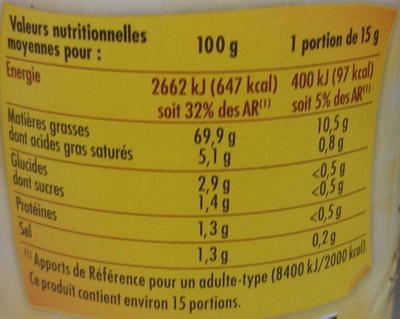 Valeurs nutritionnelles
moyennes pour : 100 g 1 portion de 15 g
Énergie 2662 kJ (647 kcal) 400 kJ (97 kcal)
soit 32% des AR⁽¹⁾ soit 5% des AR⁽¹⁾
Matières grasses 69,9 g 10,5 g
dont acides gras saturés 5,1 g 0,8 g
Glucides 2,9 g <0,5 g
dont sucres 1,4 g <0,5 g
Protéines 1,3 g <0,5 g
Sel 1,3 g 0,2 g
⁽¹⁾ Apports de Référence pour un adulte-type (8400 kJ/2000 kcal).
Ce produit contient environ 15 portions.